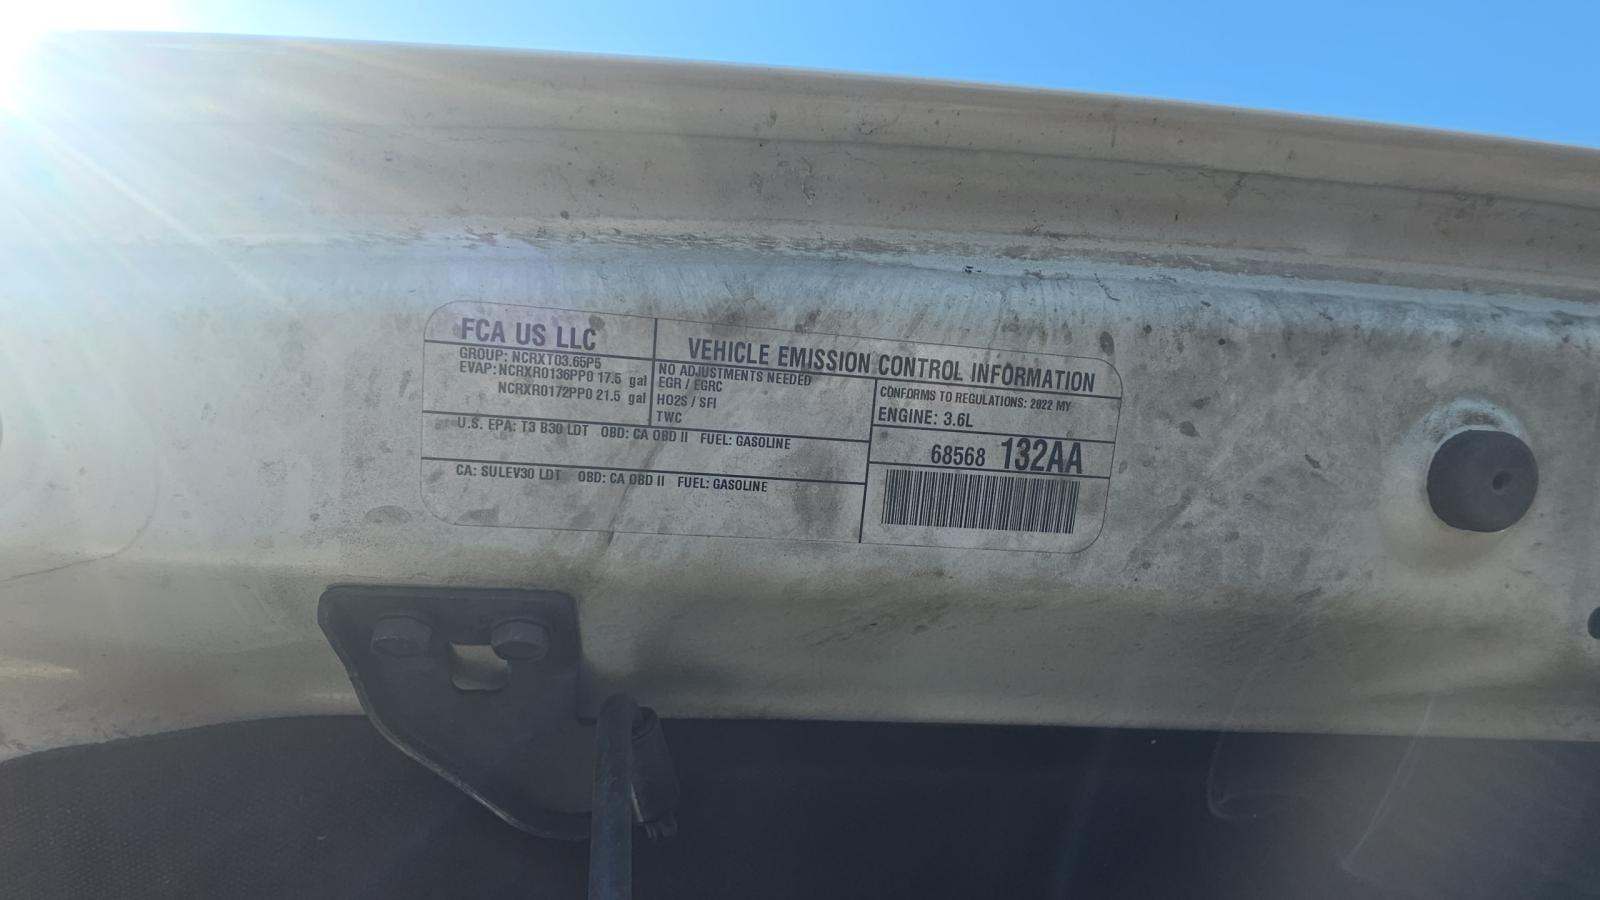 FCA US LLC
GROUP: NCRXT03.65P5
EVAP: NCRXR0136PP0 17.5 gal
NCRXR0172PP0 21.5 gal
VEHICLE EMISSION CONTROL INFORMATION
NO ADJUSTMENTS NEEDED
EGR / EGRC
HO2S / SFI
TWC
CONFORMS TO REGULATIONS: 2022 MY
ENGINE: 3.6L
U.S. EPA: T3 B30 LDT OBD: CA OBD II FUEL: GASOLINE
CA: SULEV30 LDT OBD: CA OBD II FUEL: GASOLINE
68568 132AA